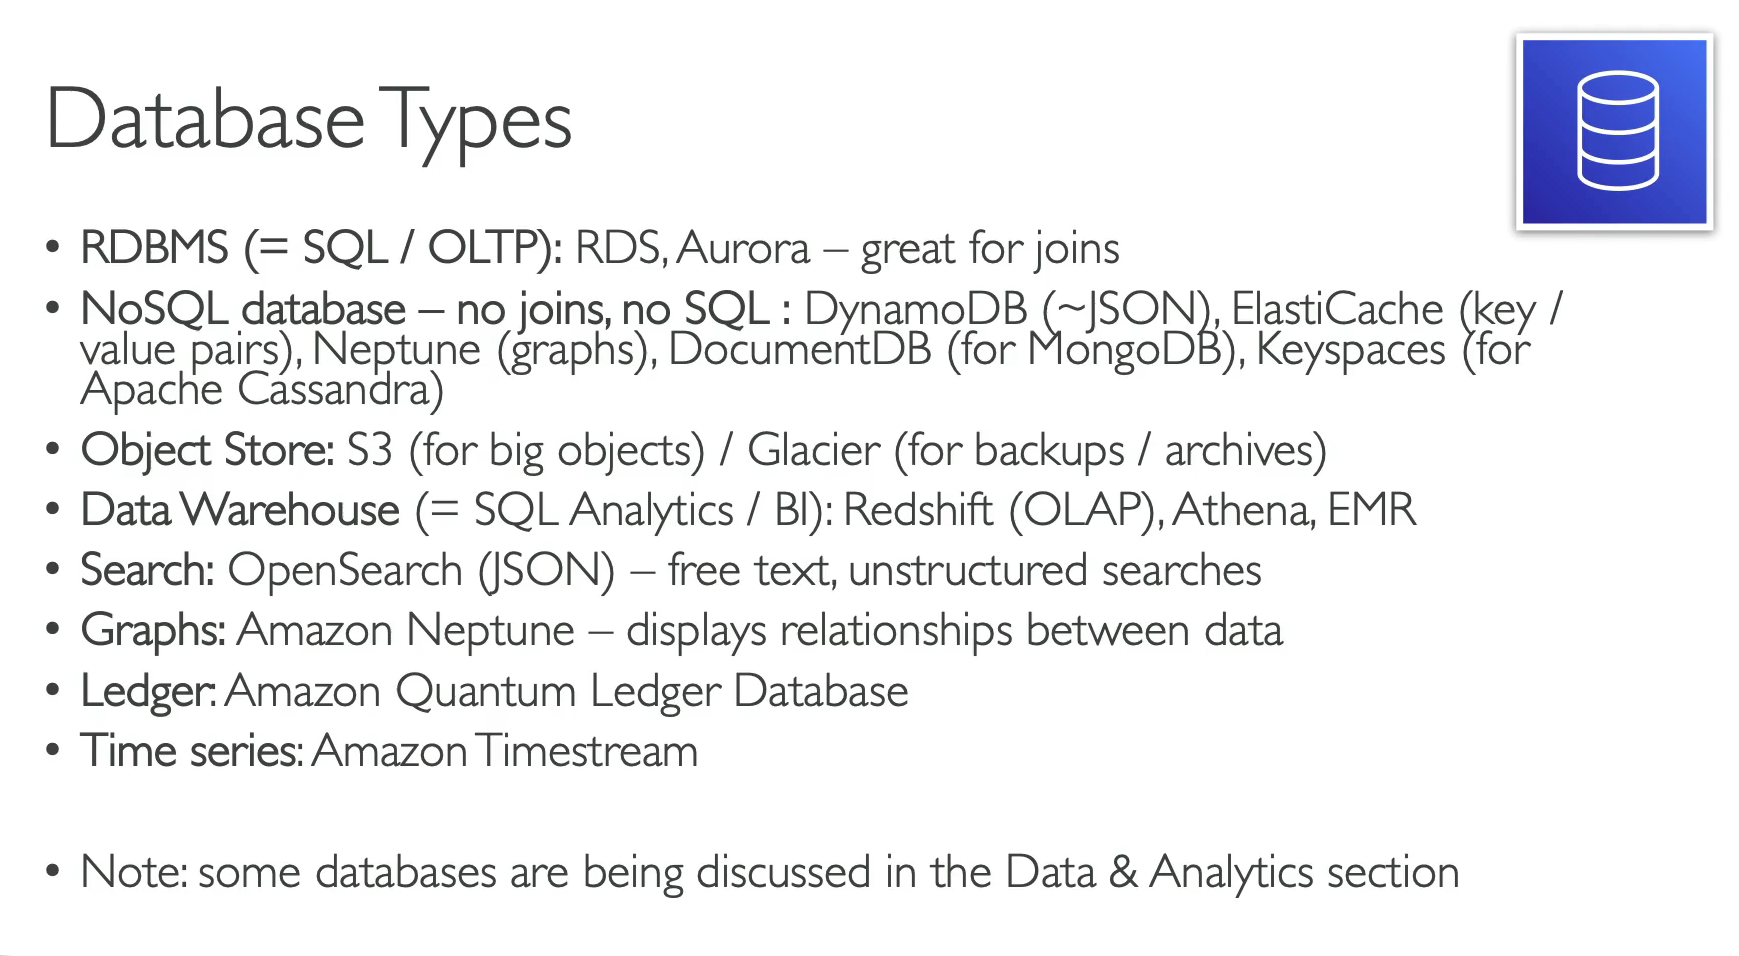 Database Types
• RDBMS (= SQL / OLTP): RDS, Aurora – great for joins
• NoSQL database – no joins, no SQL : DynamoDB (~JSON), ElastiCache (key /
value pairs), Neptune (graphs), DocumentDB (for MongoDB), Keyspaces (for
Apache Cassandra)
• Object Store: S3 (for big objects) / Glacier (for backups / archives)
• Data Warehouse (= SQL Analytics / BI): Redshift (OLAP), Athena, EMR
• Search: OpenSearch (JSON) – free text, unstructured searches
• Graphs: Amazon Neptune – displays relationships between data
• Ledger: Amazon Quantum Ledger Database
• Time series: Amazon Timestream
• Note: some databases are being discussed in the Data & Analytics section